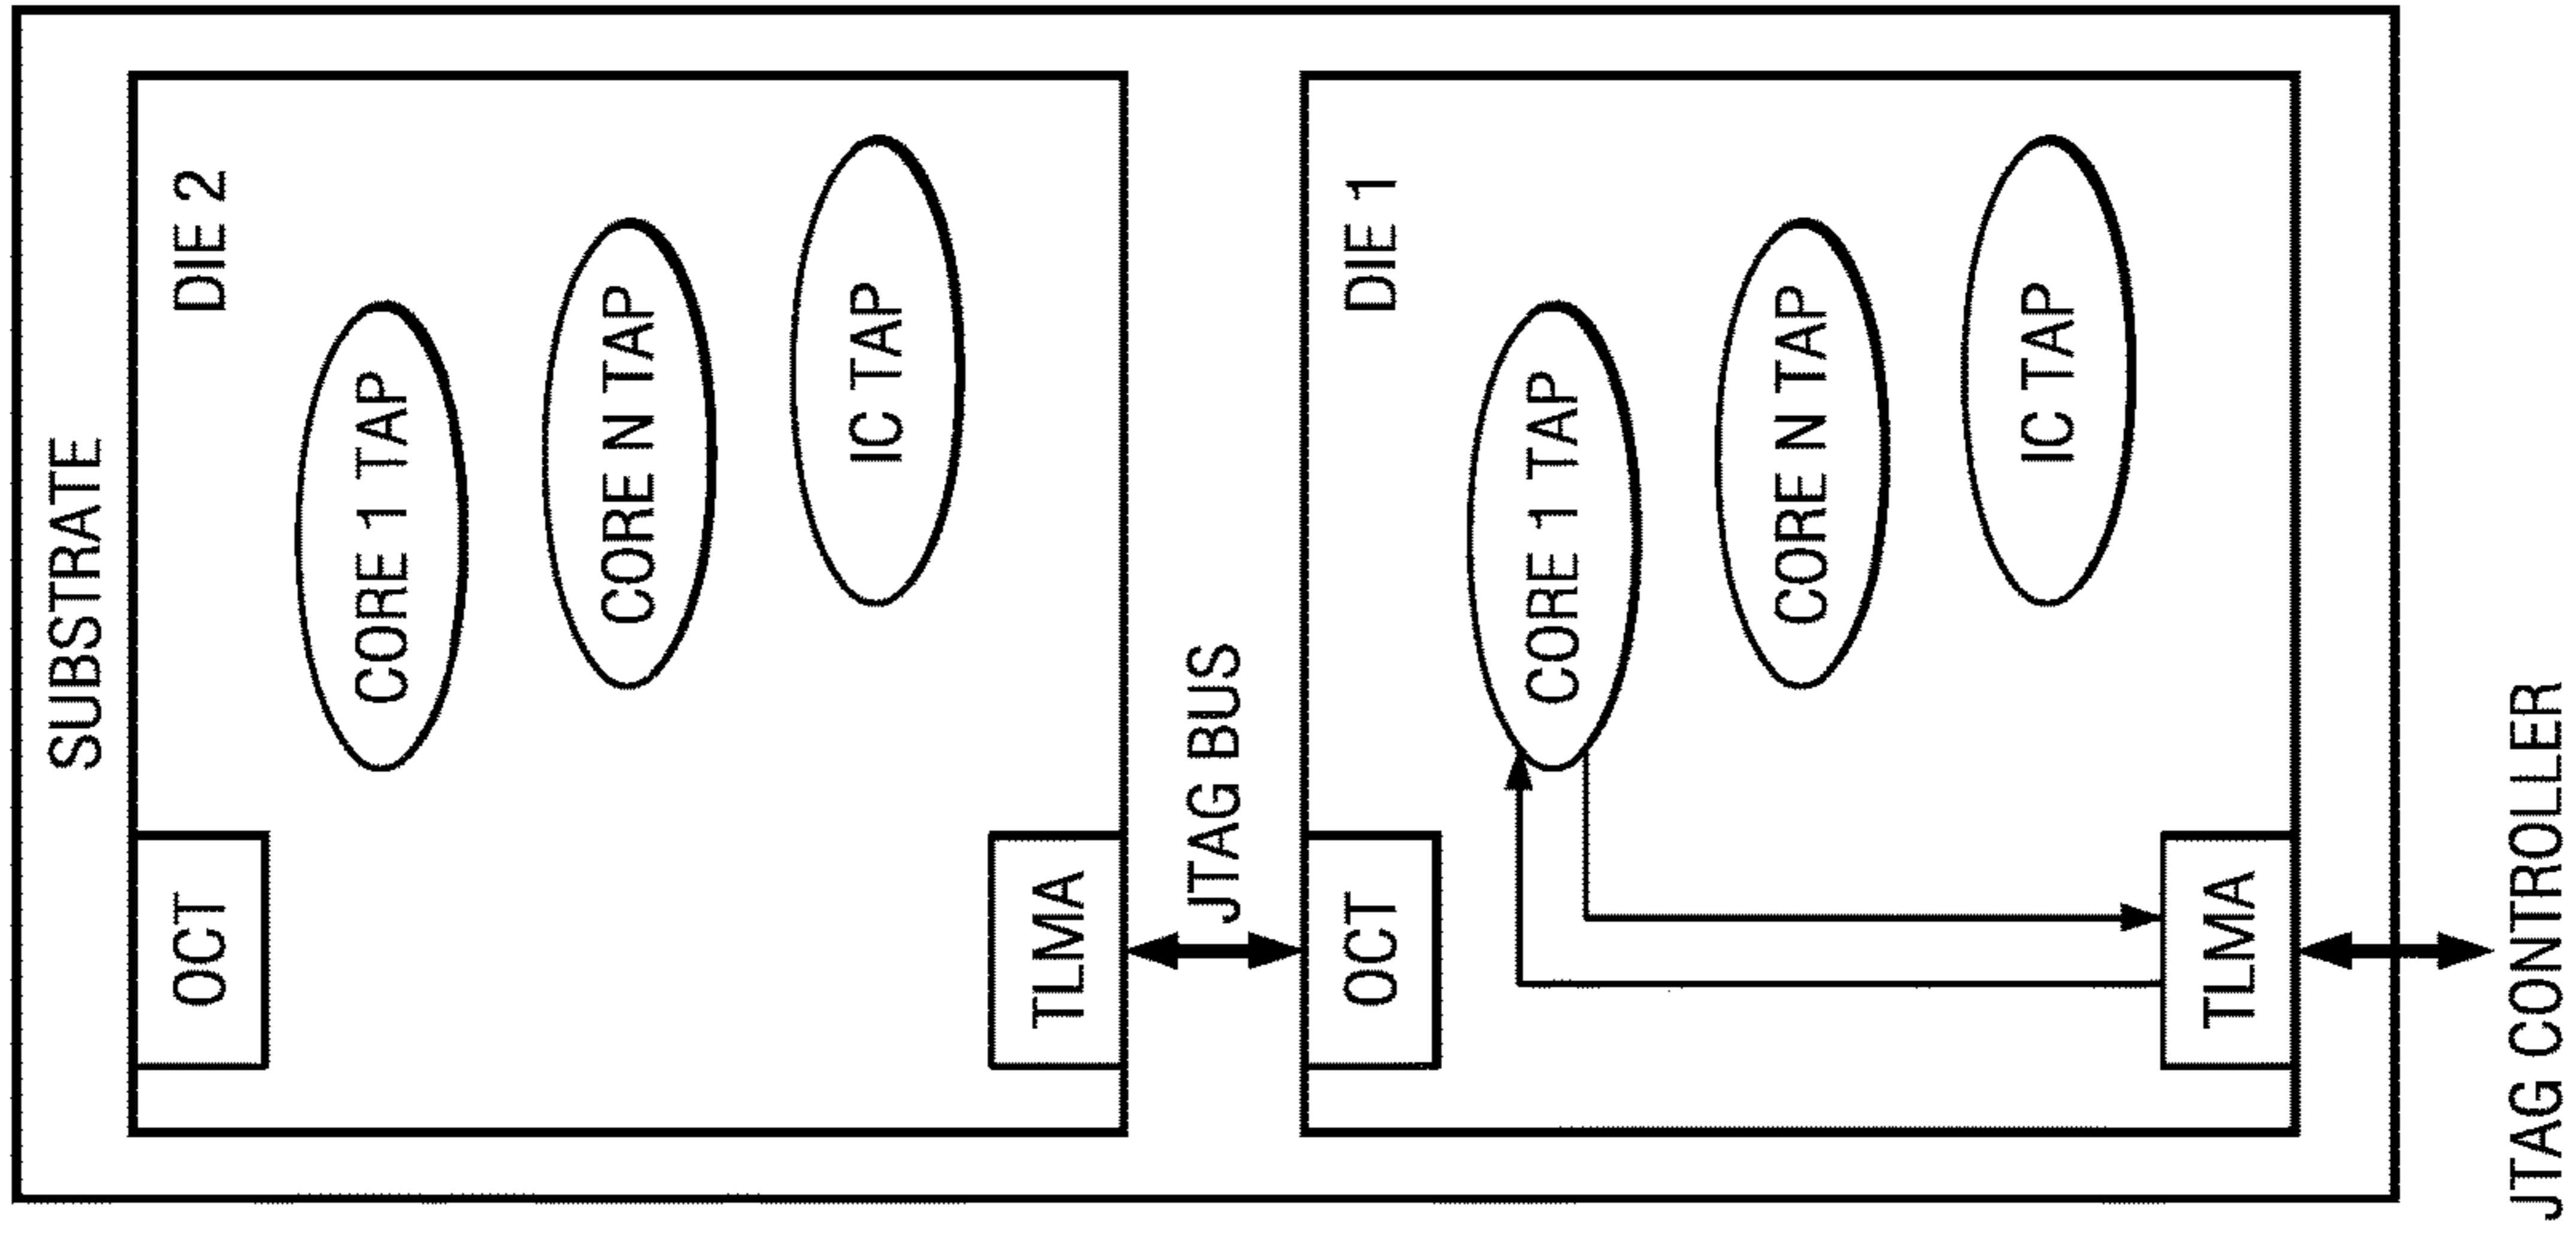 SUBSTRATE
DIE 2
OCT
CORE 1 TAP
CORE N TAP
IC TAP
TLMA
JTAG BUS
DIE 1
OCT
CORE 1 TAP
CORE N TAP
IC TAP
TLMA
JTAG CONTROLLER